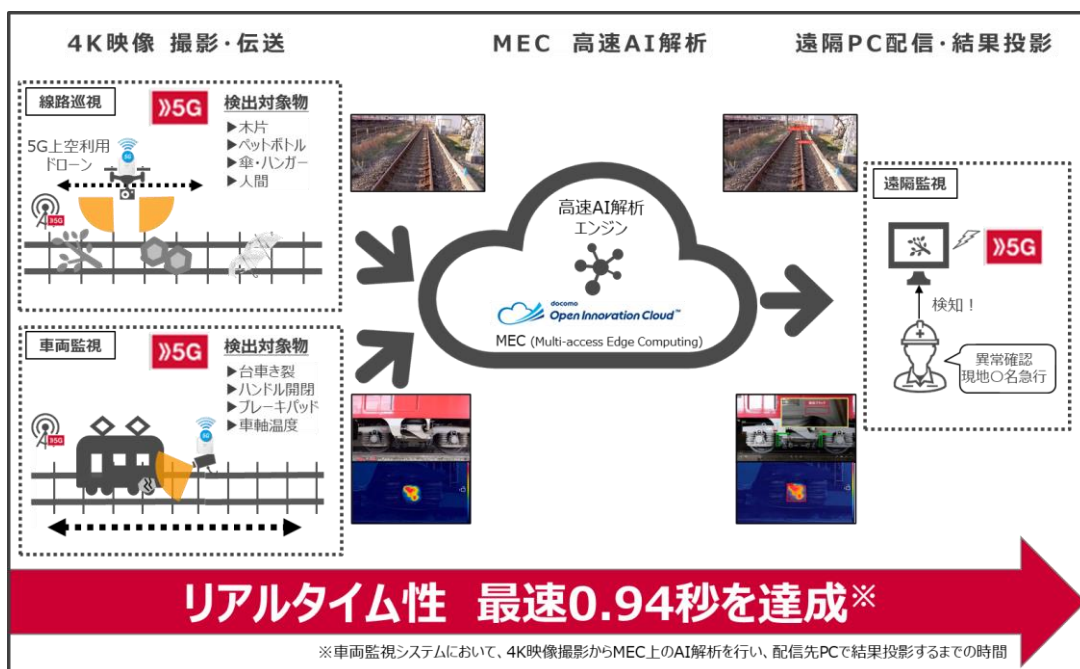 4K映像 撮影・伝送
MEC 高速AI解析
遠隔PC配信・結果投影
線路巡視
5G
検出対象物
▶木片
▶ペットボトル
▶傘・ハンガー
▶人間
5G上空利用
ドローン
5G
5G
車両監視
5G
検出対象物
▶台車き裂
▶ハンドル開閉
▶ブレーキパッド
▶車軸温度
5G
5G
高速AI解析
エンジン
docomo
Open Innovation Cloud™
MEC (Multi-access Edge Computing)
遠隔監視
5G
検知！
異常確認
現地〇名急行
リアルタイム性 最速0.94秒を達成※
※車両監視システムにおいて、4K映像撮影からMEC上のAI解析を行い、配信先PCで結果投影するまでの時間